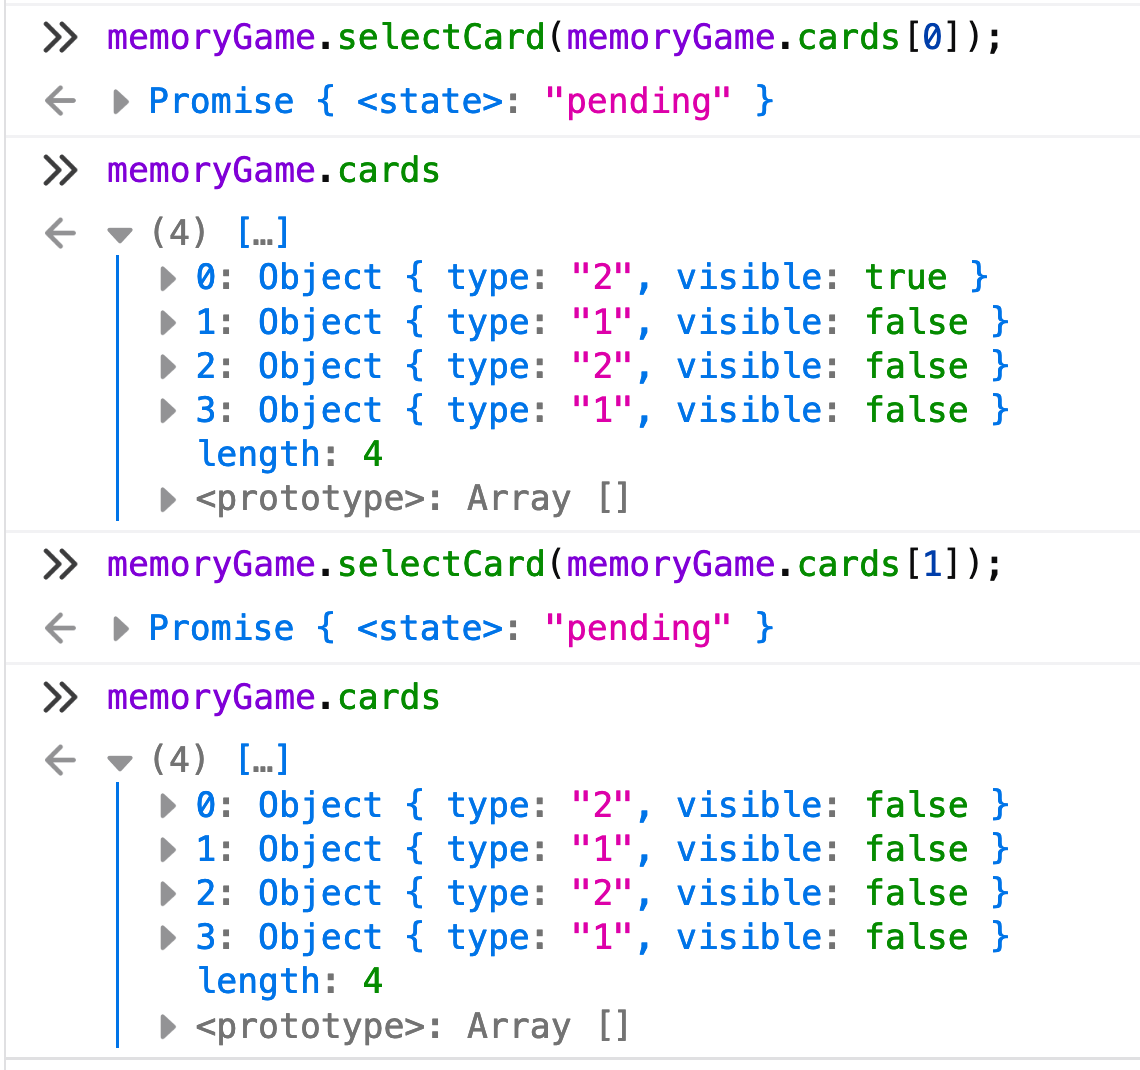 >> memoryGame.selectCard(memoryGame.cards[0]);
← ▶ Promise { <state>: "pending" }
>> memoryGame.cards
← ▼ (4) […]
▶ 0: Object { type: "2", visible: true }
▶ 1: Object { type: "1", visible: false }
▶ 2: Object { type: "2", visible: false }
▶ 3: Object { type: "1", visible: false }
length: 4
▶ <prototype>: Array []
>> memoryGame.selectCard(memoryGame.cards[1]);
← ▶ Promise { <state>: "pending" }
>> memoryGame.cards
← ▼ (4) […]
▶ 0: Object { type: "2", visible: false }
▶ 1: Object { type: "1", visible: false }
▶ 2: Object { type: "2", visible: false }
▶ 3: Object { type: "1", visible: false }
length: 4
▶ <prototype>: Array []